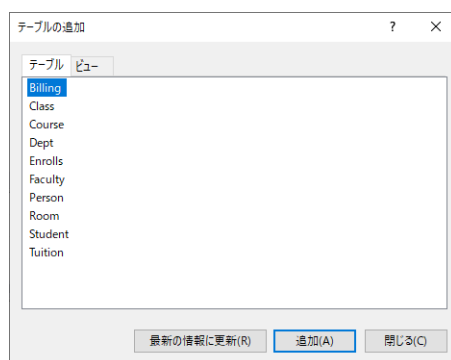 テーブルの追加 ? ×
テーブル ビュー
Billing
Class
Course
Dept
Enrolls
Faculty
Person
Room
Student
Tuition
最新の情報に更新(R) 追加(A) 閉じる(C)